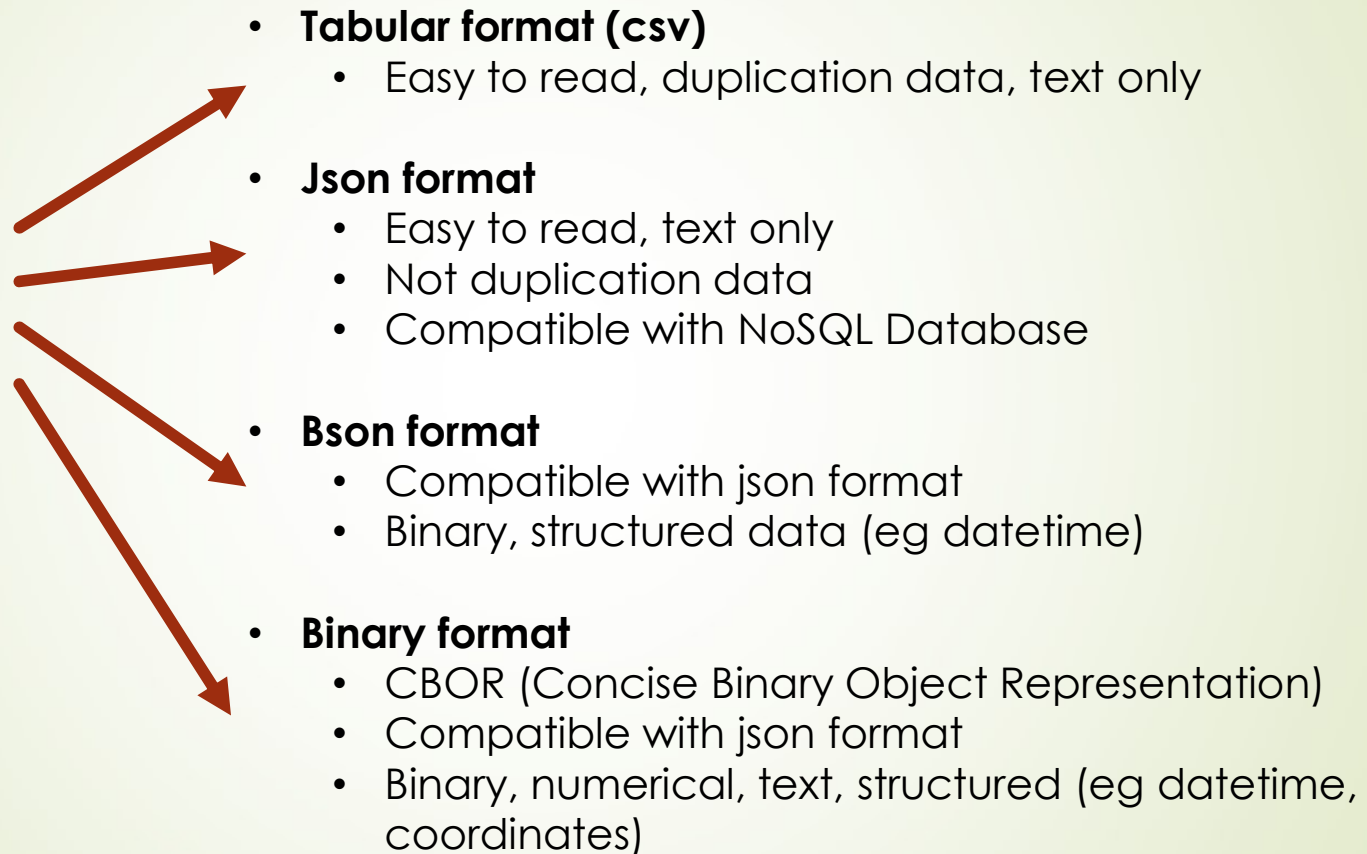 • Tabular format (csv)
• Easy to read, duplication data, text only
• Json format
• Easy to read, text only
• Not duplication data
• Compatible with NoSQL Database
• Bson format
• Compatible with json format
• Binary, structured data (eg datetime)
• Binary format
• CBOR (Concise Binary Object Representation)
• Compatible with json format
• Binary, numerical, text, structured (eg datetime,
coordinates)